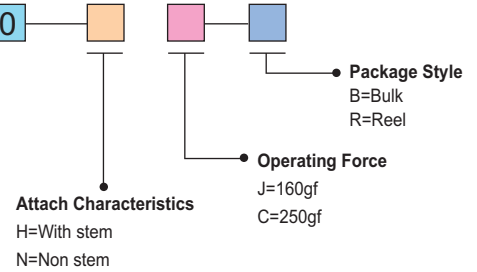 0
Package Style
B=Bulk
R=Reel
Operating Force
J=160gf
C=250gf
Attach Characteristics
H=With stem
N=Non stem